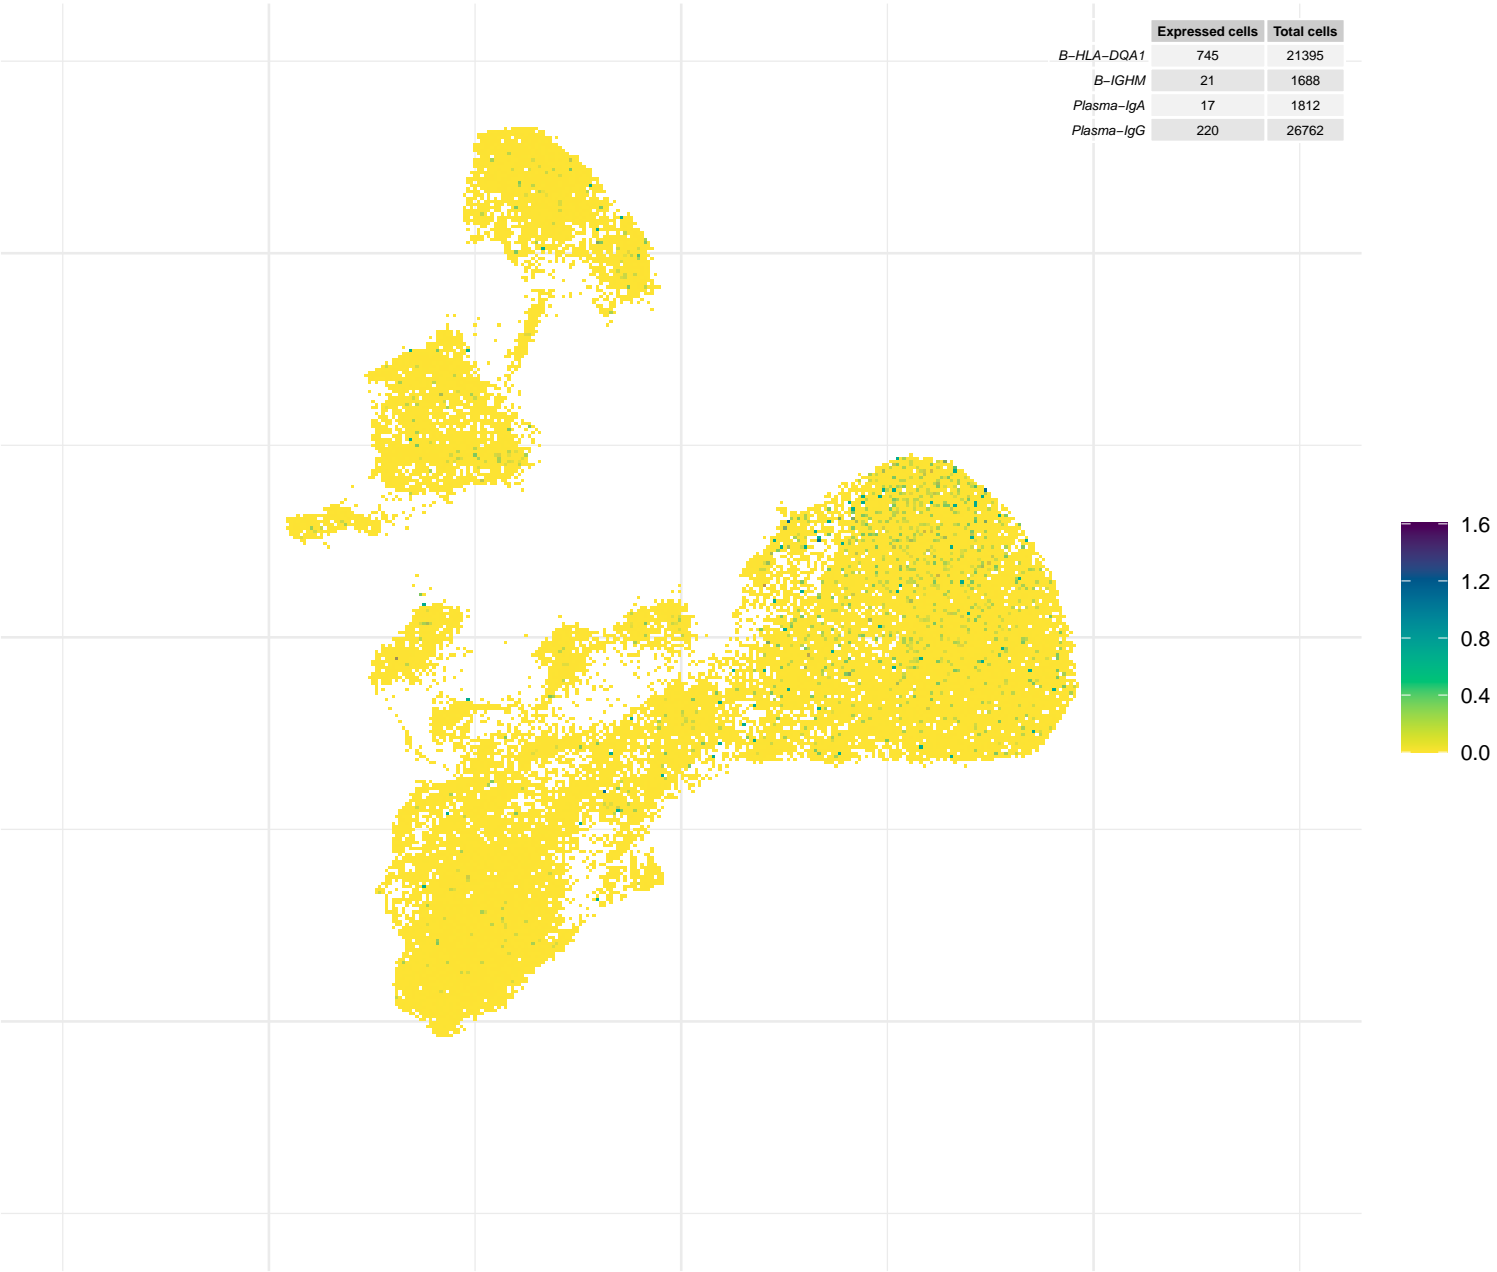 Expressed cells Total cells
B−HLA−DQA1 745 21395
B−IGHM 21 1688
Plasma−IgA 17 1812
Plasma−IgG 220 26762
1.6
1.2
0.8
0.4
0.0